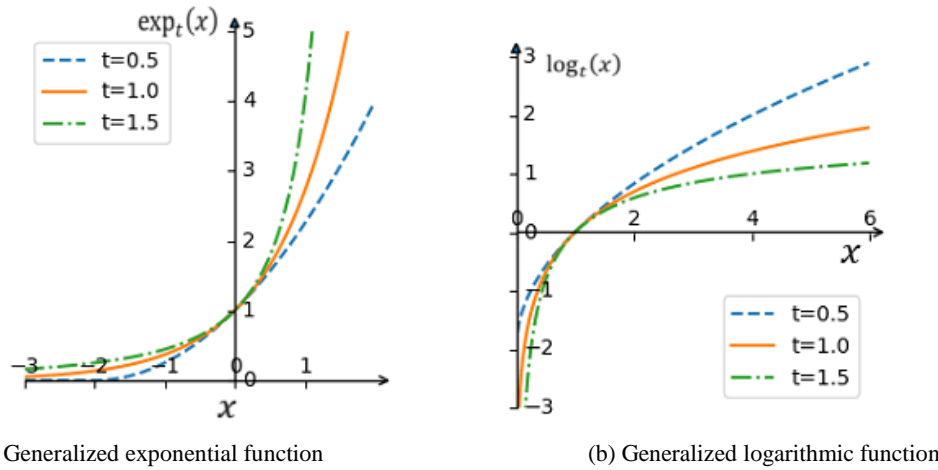 exp_t(x)
5
t=0.5
t=1.0
t=1.5
4
3
2
1
−3 −2 −1 0 0
1
x
3
log_t(x)
2
1
0 2 4 6
0
x
−1
−2
−3
t=0.5
t=1.0
t=1.5
Generalized exponential function
(b) Generalized logarithmic function